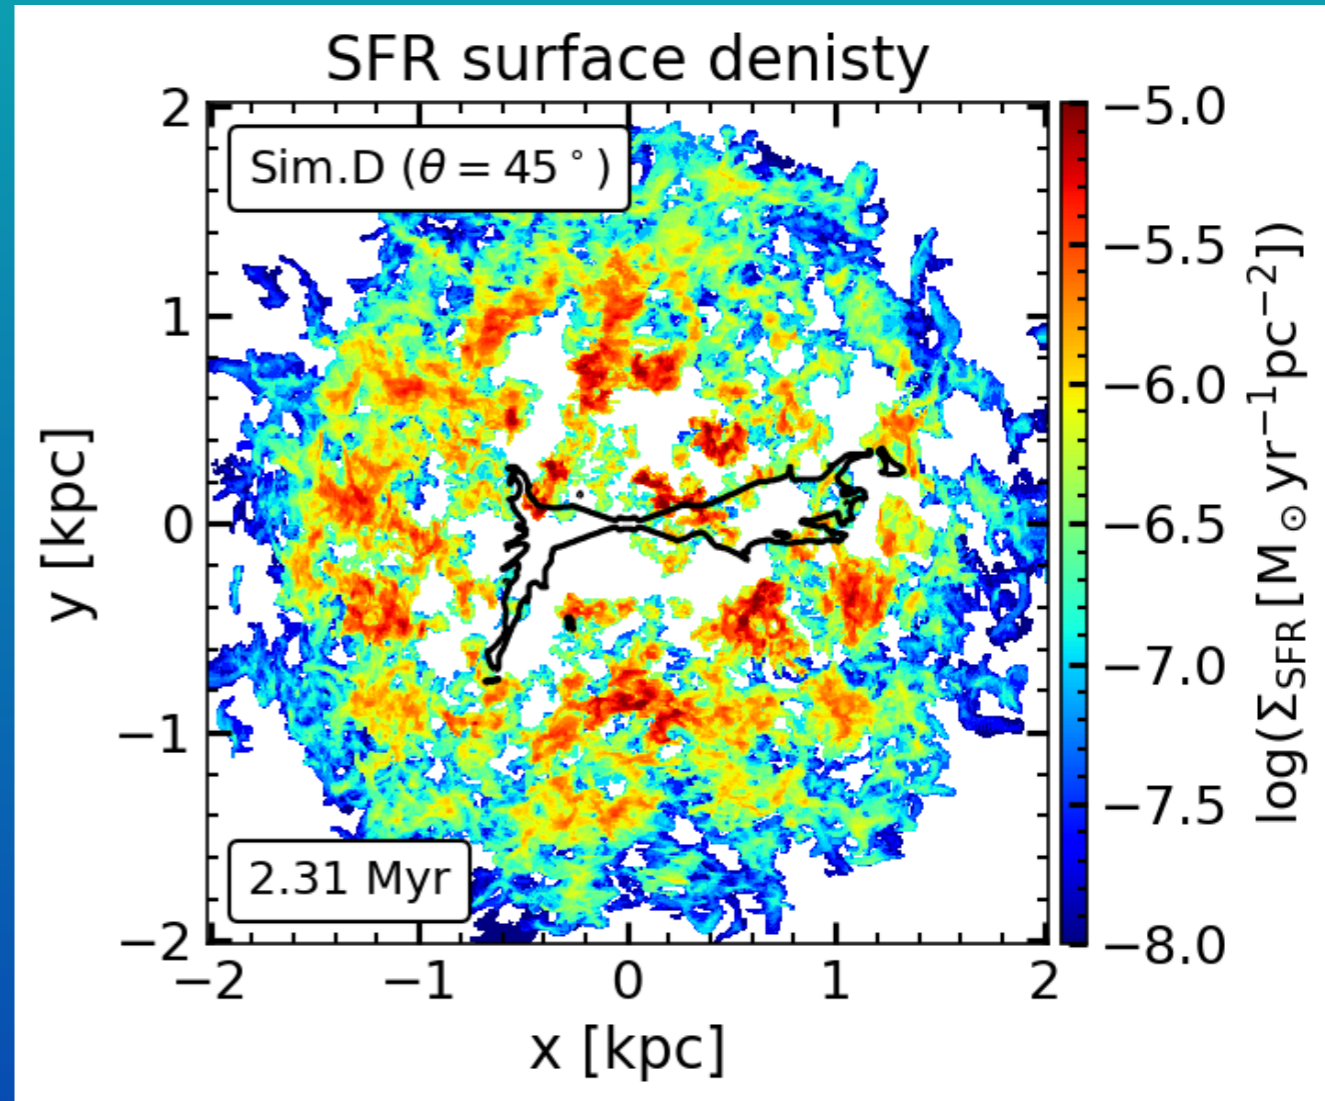 SFR surface denisty
Sim.D (θ = 45°)
2.31 Myr
2
1
0
−1
−2
y [kpc]
−2 −1 0 1 2
x [kpc]
−5.0
−5.5
−6.0
−6.5
−7.0
−7.5
−8.0
log(Σ_SFR [M_⊙ yr⁻¹pc⁻²])